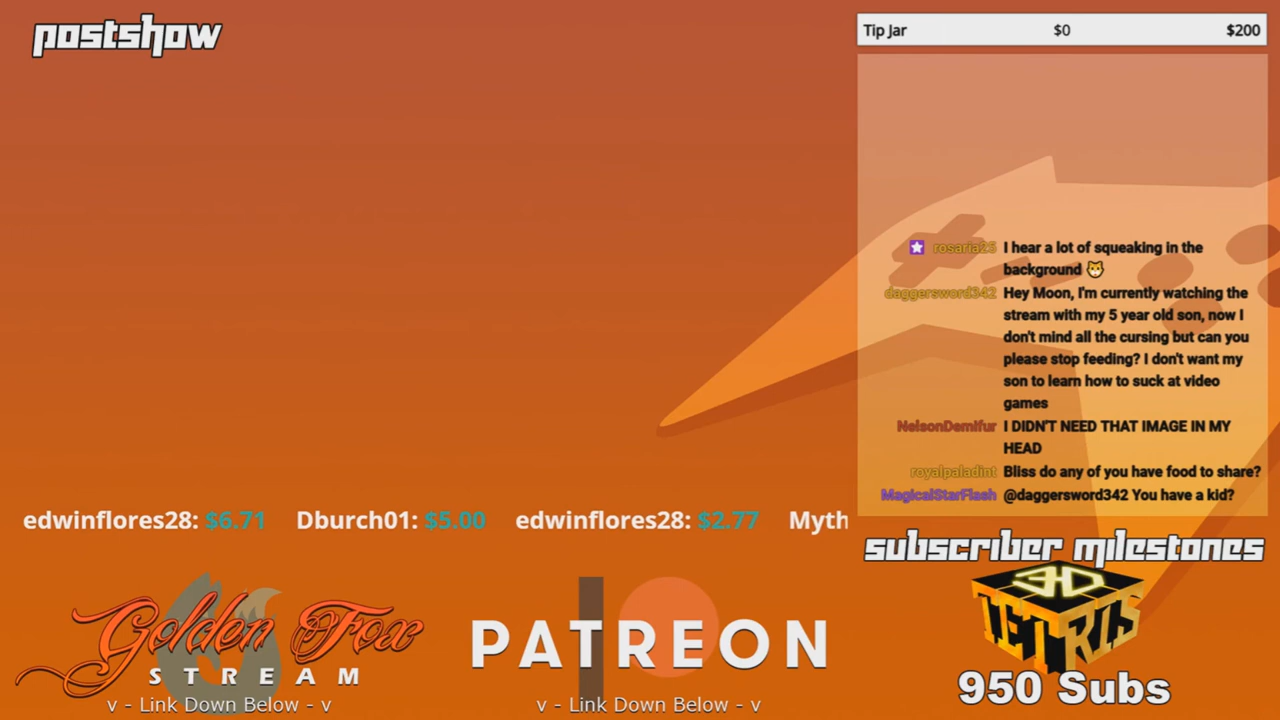 postshow
Tip Jar $0 $200
rosaria25 I hear a lot of squeaking in the
background
daggersword342 Hey Moon, I'm currently watching the
stream with my 5 year old son, now I
don't mind all the cursing but can you
please stop feeding? I don't want my
son to learn how to suck at video
games
NelsonDemifur I DIDN'T NEED THAT IMAGE IN MY
HEAD
royalpaladint Bliss do any of you have food to share?
MagicalStarFlash @daggersword342 You have a kid?
edwinflores28: $6.71 Dburch01: $5.00 edwinflores28: $2.77 Myth
subscriber milestones
3D
TETRIS
950 Subs
Golden Fox
STREAM
v - Link Down Below - v
PATREON
v - Link Down Below - v